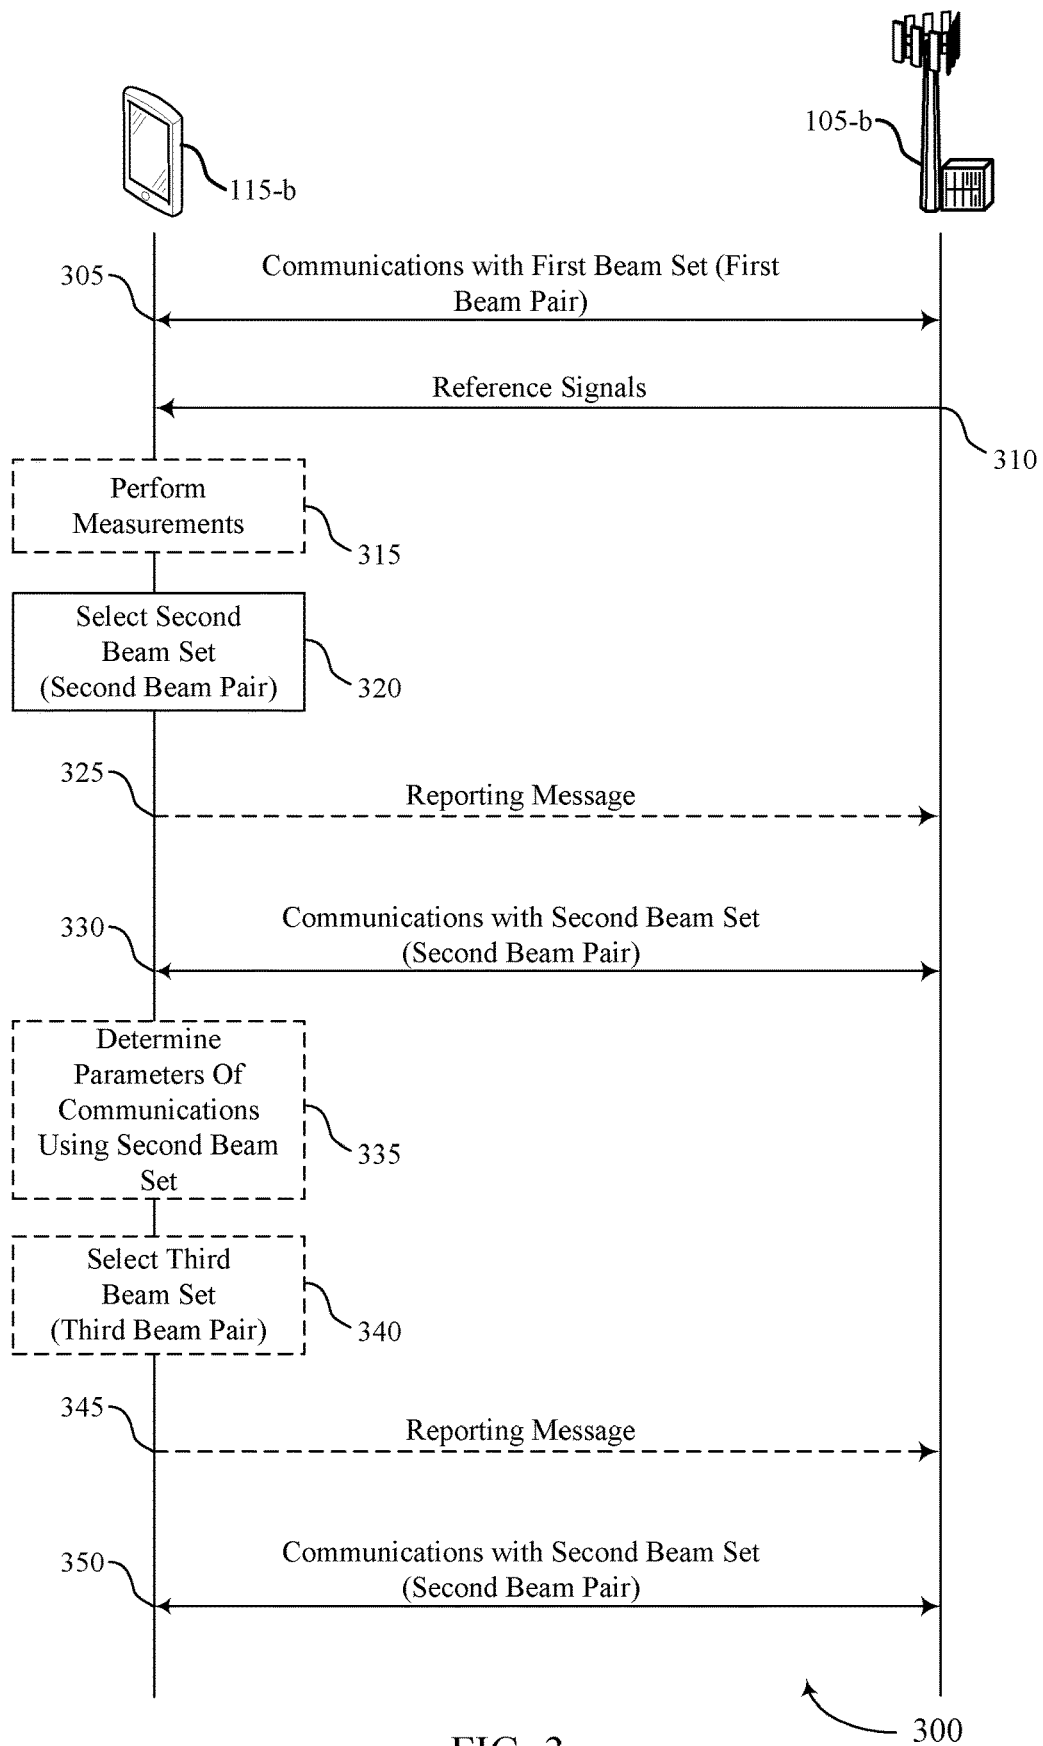 105-b
115-b
Communications with First Beam Set (First
Beam Pair)
305
Reference Signals
310
Perform
Measurements
315
Select Second
Beam Set
(Second Beam Pair)
320
325
Reporting Message
Communications with Second Beam Set
(Second Beam Pair)
330
Determine
Parameters Of
Communications
Using Second Beam
Set
335
Select Third
Beam Set
(Third Beam Pair)
340
345
Reporting Message
Communications with Second Beam Set
(Second Beam Pair)
350
300
FIG. 3